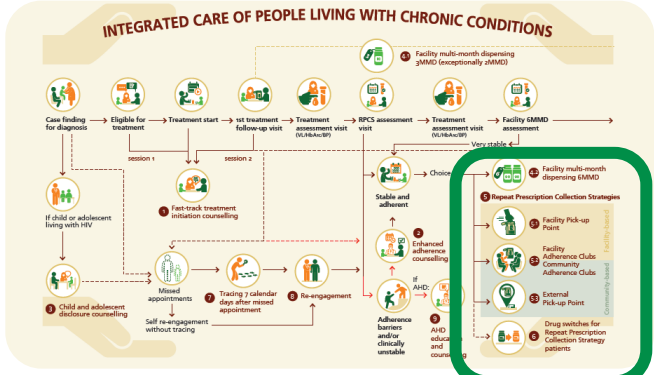 INTEGRATED CARE OF PEOPLE LIVING WITH CHRONIC CONDITIONS
4.1 Facility multi-month dispensing
3MMD (exceptionally 2MMD)
Case finding
for diagnosis
Eligible for
treatment
Treatment start
1st treatment
follow-up visit
Treatment
assessment visit
(VL/HbA1c/BP)
RPCS assessment
visit
Treatment
assessment visit
(VL/HbA1c/BP)
Facility 6MMD
assessment
session 1
session 2
Very stable
1 Fast-track treatment
initiation counselling
Stable and
adherent
Choice
4.2 Facility multi-month
dispensing 6MMD
5 Repeat Prescription Collection Strategies
If child or adolescent
living with HIV
5.1 Facility Pick-up
Point
Facility-based
2 Enhanced
adherence
counselling
5.2 Facility
Adherence Clubs
Community
Adherence Clubs
Community-based
3 Child and adolescent
disclosure counselling
Missed
appointments
7 Tracing 7 calendar
days after missed
appointment
8 Re-engagement
If
AHD:
5.3 External
Pick-up Point
Self re-engagement
without tracing
Adherence
barriers
and/or
clinically
unstable
9 AHD
and
6 Drug switches for
Repeat Prescription
Collection Strategy
patients